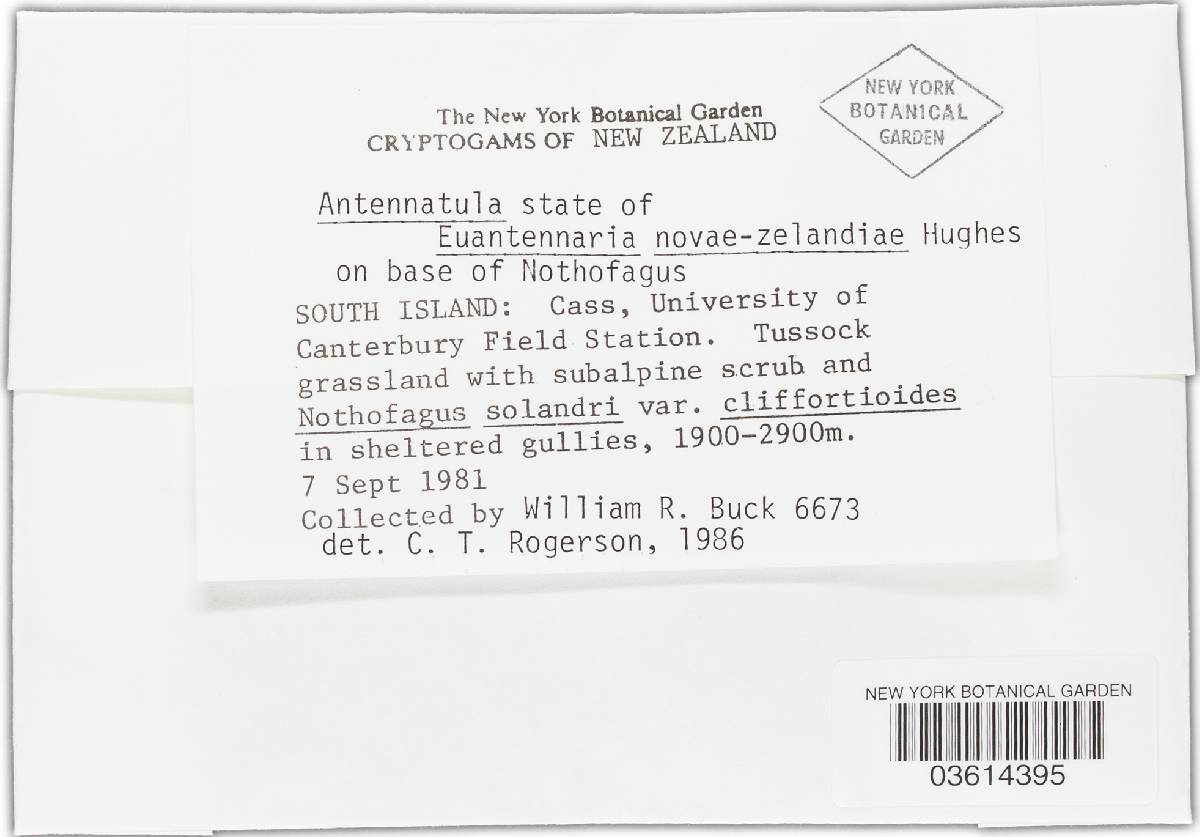 The New York Botanical Garden
CRYPTOGAMS OF NEW ZEALAND
NEW YORK
BOTANICAL
GARDEN
Antennatula state of
Euantennaria novae-zelandiae Hughes
on base of Nothofagus
SOUTH ISLAND: Cass, University of
Canterbury Field Station. Tussock
grassland with subalpine scrub and
Nothofagus solandri var. cliffortioides
in sheltered gullies, 1900-2900m.
7 Sept 1981
Collected by William R. Buck 6673
det. C. T. Rogerson, 1986
NEW YORK BOTANICAL GARDEN
03614395